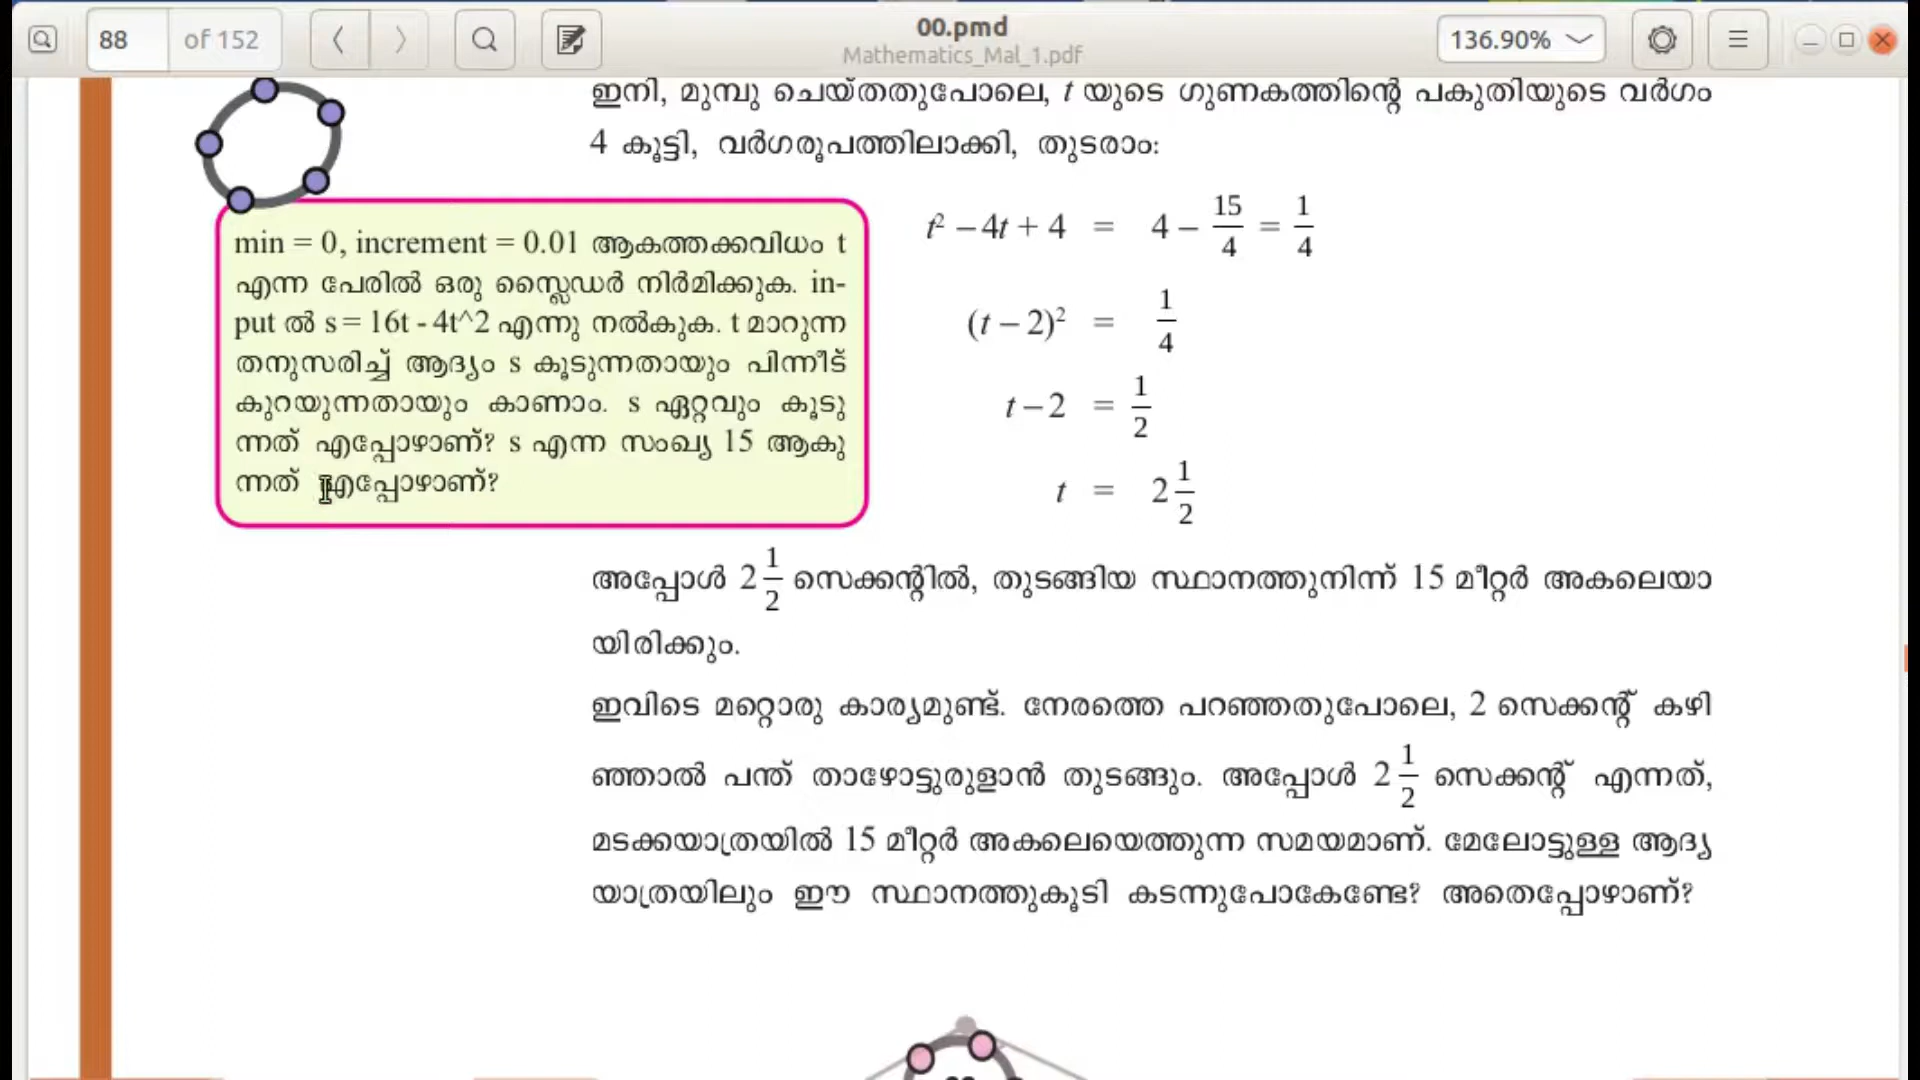 88 of 152
00.pmd
Mathematics_Mal_1.pdf
136.90%
ഇനി, മുമ്പു ചെയ്തതുപോലെ, t യുടെ ഗുണകത്തിന്റെ പകുതിയുടെ വർഗം
4 കൂട്ടി, വർഗരൂപത്തിലാക്കി, തുടരാം:
min = 0, increment = 0.01 ആകത്തക്കവിധം t
എന്ന പേരിൽ ഒരു സ്ലൈഡർ നിർമിക്കുക. in-
put ൽ s = 16t - 4t^2 എന്നു നൽകുക. t മാറുന്ന
തനുസരിച്ച് ആദ്യം s കൂടുന്നതായും പിന്നീട്
കുറയുന്നതായും കാണാം. s ഏറ്റവും കൂടു
ന്നത് എപ്പോഴാണ്? s എന്ന സംഖ്യ 15 ആകു
ന്നത് എപ്പോഴാണ്?
t² – 4t + 4 = 4 – 15/4 = 1/4
(t – 2)² = 1/4
t – 2 = 1/2
t = 2 1/2
അപ്പോൾ 2 1/2 സെക്കന്റിൽ, തുടങ്ങിയ സ്ഥാനത്തുനിന്ന് 15 മീറ്റർ അകലെയാ
യിരിക്കും.
ഇവിടെ മറ്റൊരു കാര്യമുണ്ട്. നേരത്തെ പറഞ്ഞതുപോലെ, 2 സെക്കന്റ് കഴി
ഞ്ഞാൽ പന്ത് താഴോട്ടുരുളാൻ തുടങ്ങും. അപ്പോൾ 2 1/2 സെക്കന്റ് എന്നത്,
മടക്കയാത്രയിൽ 15 മീറ്റർ അകലെയെത്തുന്ന സമയമാണ്. മേലോട്ടുള്ള ആദ്യ
യാത്രയിലും ഈ സ്ഥാനത്തുകൂടി കടന്നുപോകേണ്ടേ? അതെപ്പോഴാണ്?